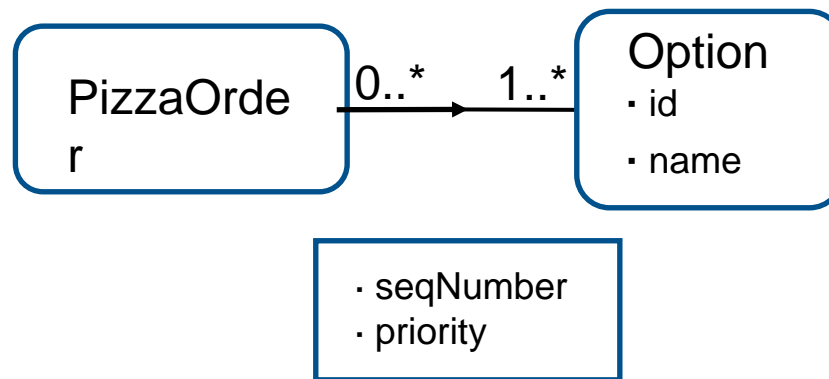 PizzaOrde
r
0..*
1..*
Option
· id
· name
· seqNumber
· priority